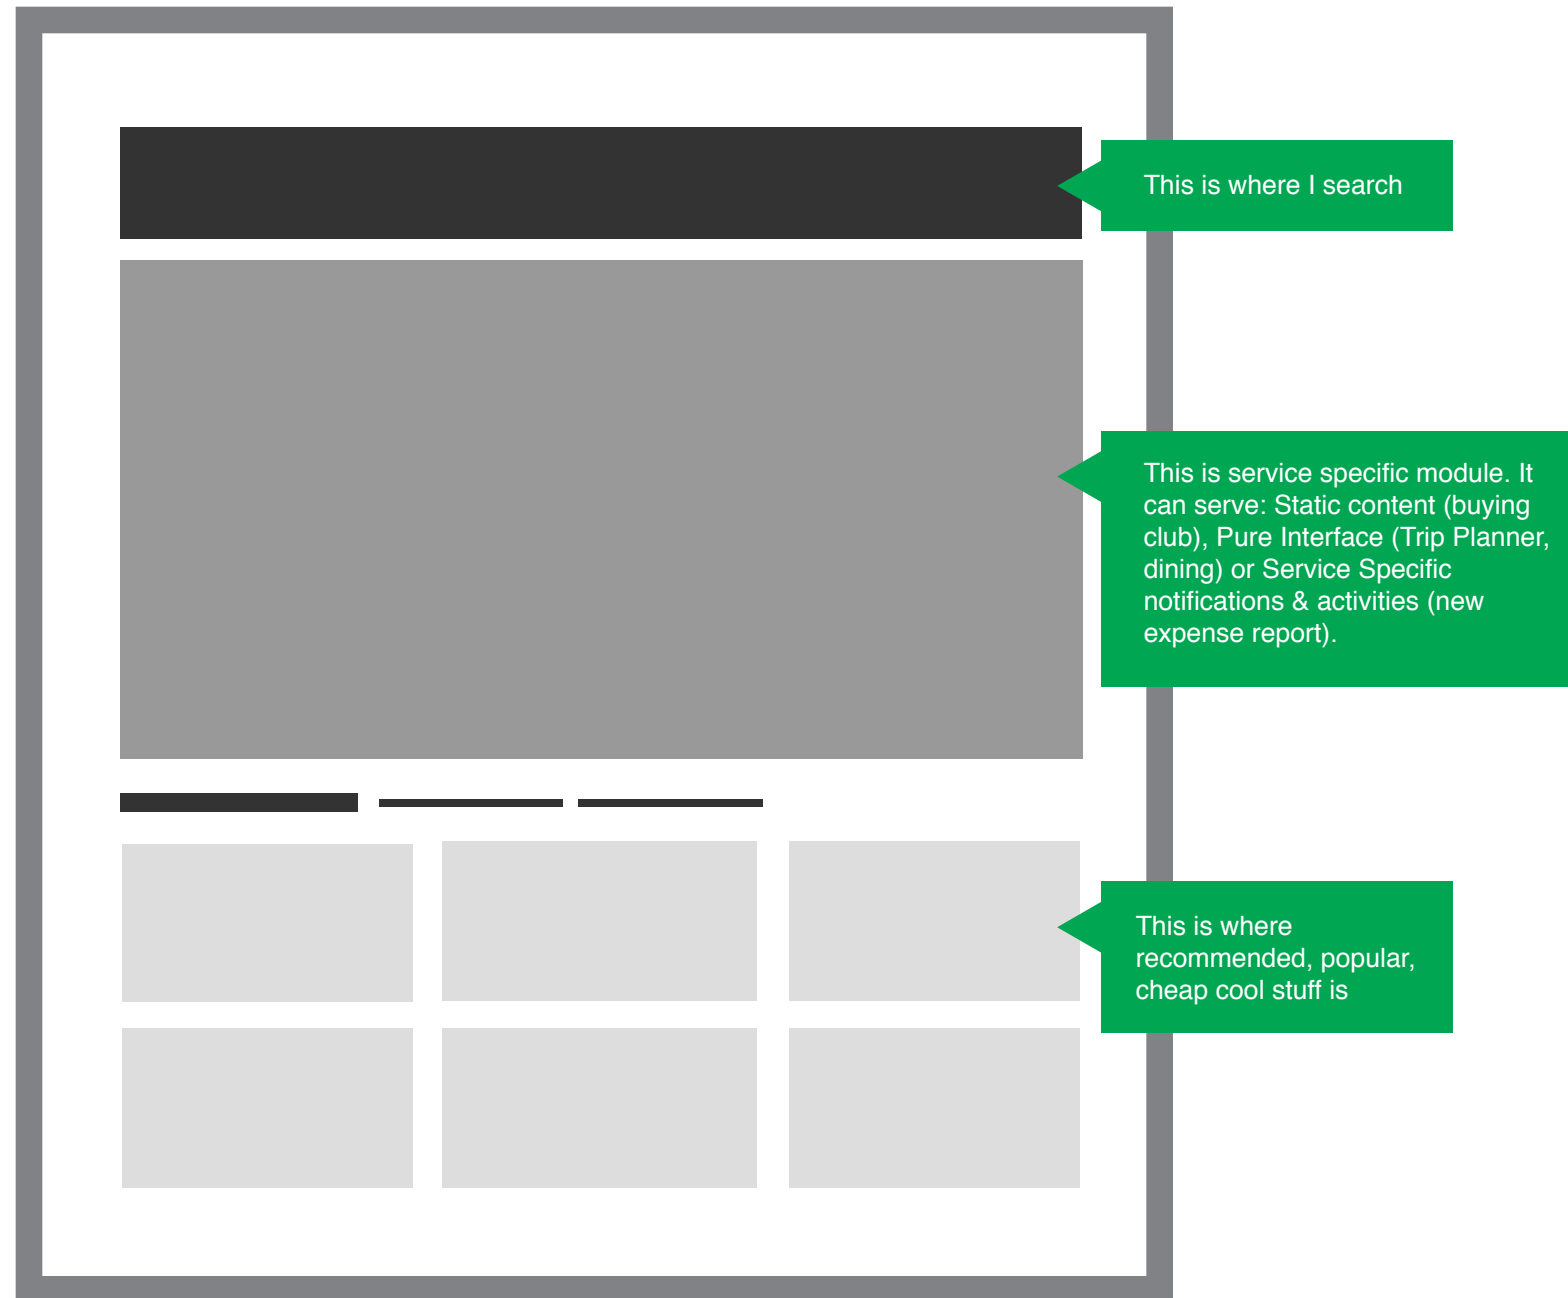 This is where I search
This is service specific module. It
can serve: Static content (buying
club), Pure Interface (Trip Planner,
dining) or Service Specific
notifications & activities (new
expense report).
This is where
recommended, popular,
cheap cool stuff is